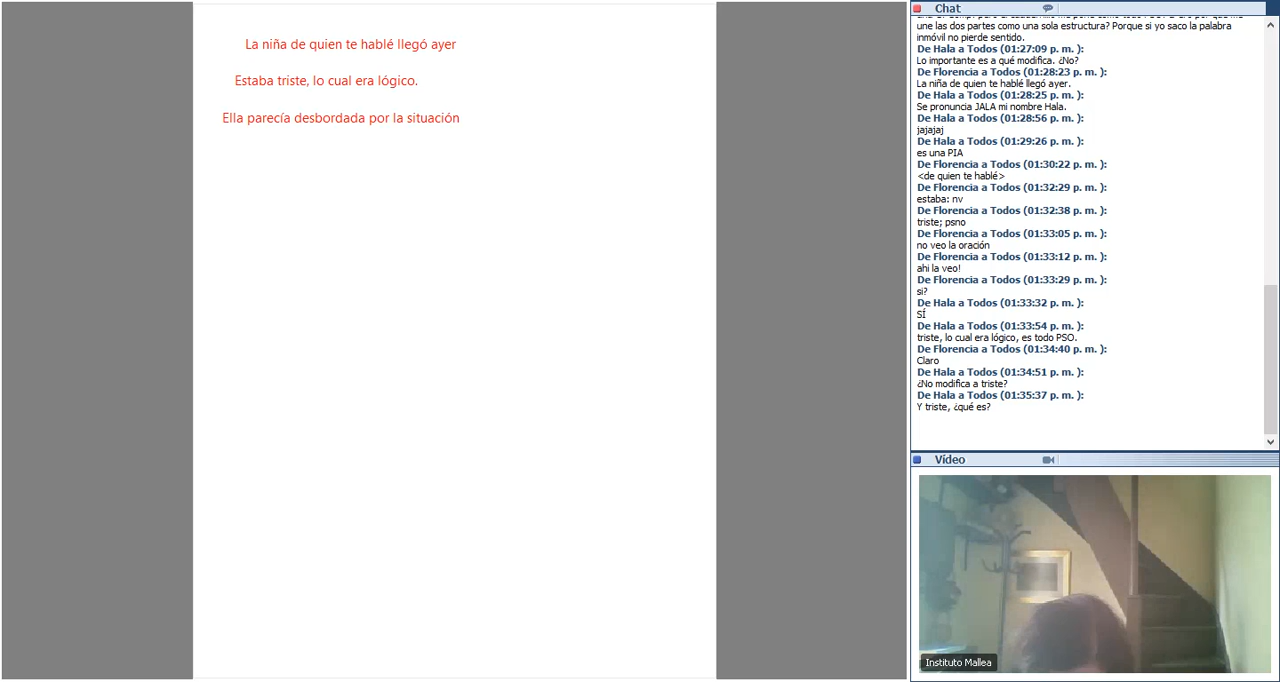 La niña de quien te hablé llegó ayer
Estaba triste, lo cual era lógico.
Ella parecía desbordada por la situación
Chat
une las dos partes como una sola estructura? Porque si yo saco la palabra
inmóvil no pierde sentido.
De Hala a Todos (01:27:09 p. m. ):
Lo importante es a qué modifica. ¿No?
De Florencia a Todos (01:28:23 p. m. ):
La niña de quien te hablé llegó ayer.
De Hala a Todos (01:28:25 p. m. ):
Se pronuncia JALA mi nombre Hala.
De Hala a Todos (01:28:56 p. m. ):
jajajaj
De Hala a Todos (01:29:26 p. m. ):
es una PIA
De Florencia a Todos (01:30:22 p. m. ):
<de quien te hablé>
De Florencia a Todos (01:32:29 p. m. ):
estaba: nv
De Florencia a Todos (01:32:38 p. m. ):
triste; psno
De Florencia a Todos (01:33:05 p. m. ):
no veo la oración
De Florencia a Todos (01:33:12 p. m. ):
ahi la veo!
De Florencia a Todos (01:33:29 p. m. ):
si?
De Hala a Todos (01:33:32 p. m. ):
SÍ
De Hala a Todos (01:33:54 p. m. ):
triste, lo cual era lógico, es todo PSO.
De Florencia a Todos (01:34:40 p. m. ):
Claro
De Hala a Todos (01:34:51 p. m. ):
¿No modifica a triste?
De Hala a Todos (01:35:37 p. m. ):
Y triste, ¿qué es?
Vídeo
Instituto Mallea